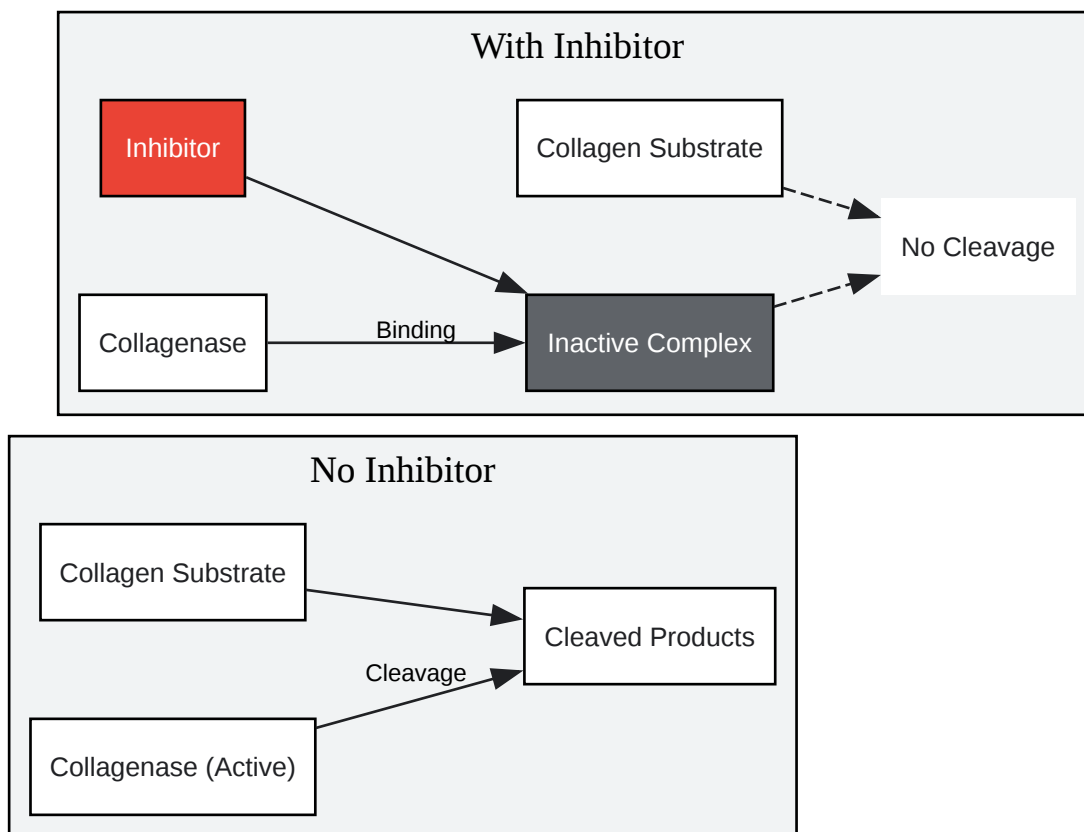 With Inhibitor
Inhibitor
Collagen Substrate
No Cleavage
Collagenase
Binding
Inactive Complex
No Inhibitor
Collagen Substrate
Cleaved Products
Cleavage
Collagenase (Active)